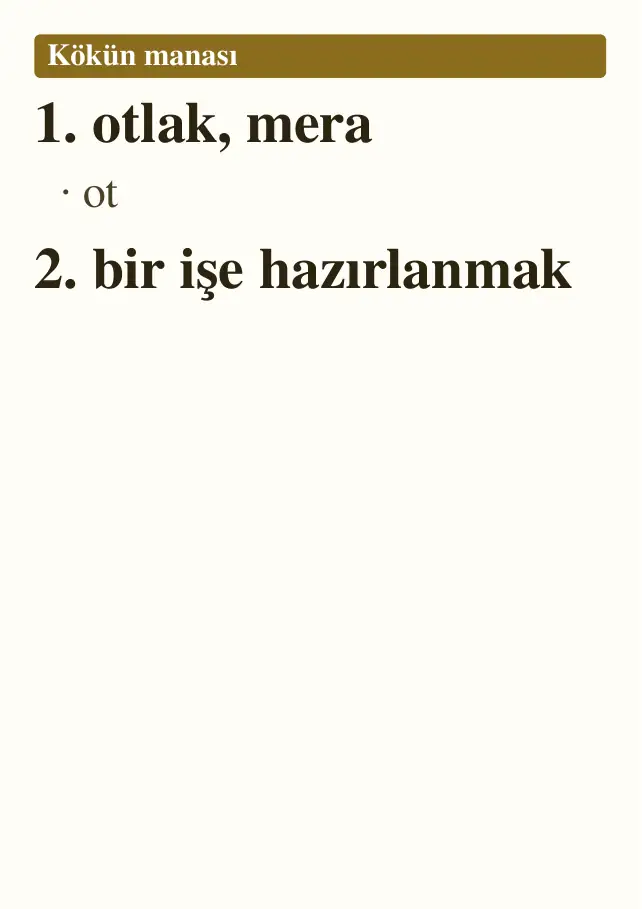 Kökün manası
1. otlak, mera
· ot
2. bir işe hazırlanmak